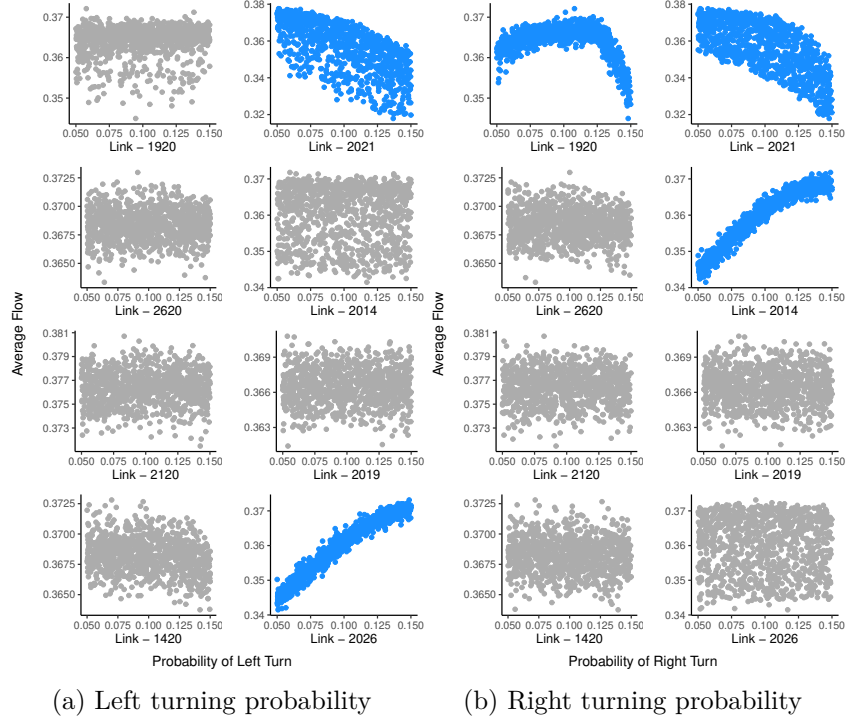 0.37
0.36
0.35
0.050 0.075 0.100 0.125 0.150
Link − 1920
0.38
0.36
0.34
0.32
0.050 0.075 0.100 0.125 0.150
Link − 2021
0.3725
0.3700
0.3675
0.3650
0.050 0.075 0.100 0.125 0.150
Link − 2620
0.37
0.36
0.35
0.34
0.050 0.075 0.100 0.125 0.150
Link − 2014
0.381
0.379
0.377
0.375
0.373
0.050 0.075 0.100 0.125 0.150
Link − 2120
0.369
0.366
0.363
0.050 0.075 0.100 0.125 0.150
Link − 2019
0.3725
0.3700
0.3675
0.3650
0.050 0.075 0.100 0.125 0.150
Link − 1420
0.37
0.36
0.35
0.34
0.050 0.075 0.100 0.125 0.150
Link − 2026
Average Flow
Probability of Left Turn
(a) Left turning probability
0.37
0.36
0.35
0.050 0.075 0.100 0.125 0.150
Link − 1920
0.38
0.36
0.34
0.32
0.050 0.075 0.100 0.125 0.150
Link − 2021
0.3725
0.3700
0.3675
0.3650
0.050 0.075 0.100 0.125 0.150
Link − 2620
0.37
0.36
0.35
0.34
0.050 0.075 0.100 0.125 0.150
Link − 2014
0.381
0.379
0.377
0.375
0.373
0.050 0.075 0.100 0.125 0.150
Link − 2120
0.369
0.366
0.363
0.050 0.075 0.100 0.125 0.150
Link − 2019
0.3725
0.3700
0.3675
0.3650
0.050 0.075 0.100 0.125 0.150
Link − 1420
0.37
0.36
0.35
0.34
0.050 0.075 0.100 0.125 0.150
Link − 2026
Average Flow
Probability of Right Turn
(b) Right turning probability